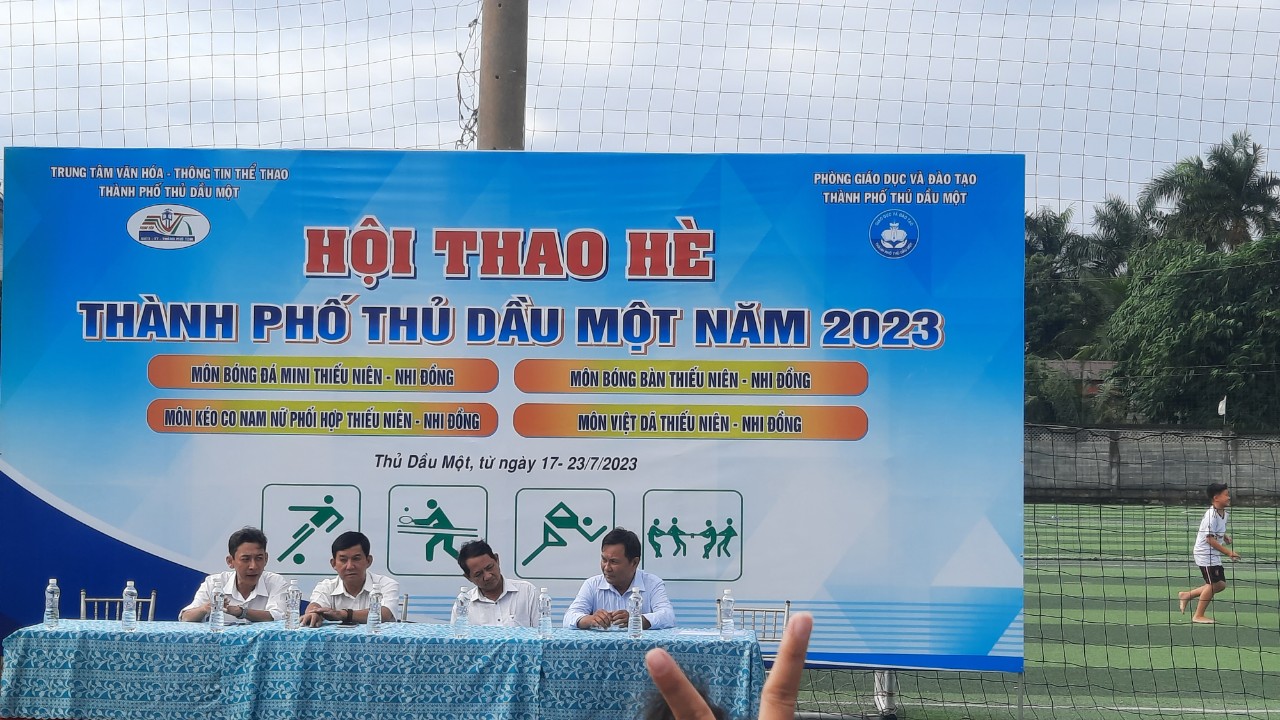 TRUNG TÂM VĂN HÓA - THÔNG TIN THỂ THAO
THÀNH PHỐ THỦ DẦU MỘT
PHÒNG GIÁO DỤC VÀ ĐÀO TẠO
THÀNH PHỐ THỦ DẦU MỘT
HỘI THAO HÈ
THÀNH PHỐ THỦ DẦU MỘT NĂM 2023
MÔN BÓNG ĐÁ MINI THIẾU NIÊN - NHI ĐỒNG
MÔN BÓNG BÀN THIẾU NIÊN - NHI ĐỒNG
MÔN KÉO CO NAM NỮ PHỐI HỢP THIẾU NIÊN - NHI ĐỒNG
MÔN VIỆT DÃ THIẾU NIÊN - NHI ĐỒNG
Thủ Dầu Một, từ ngày 17- 23/7/2023